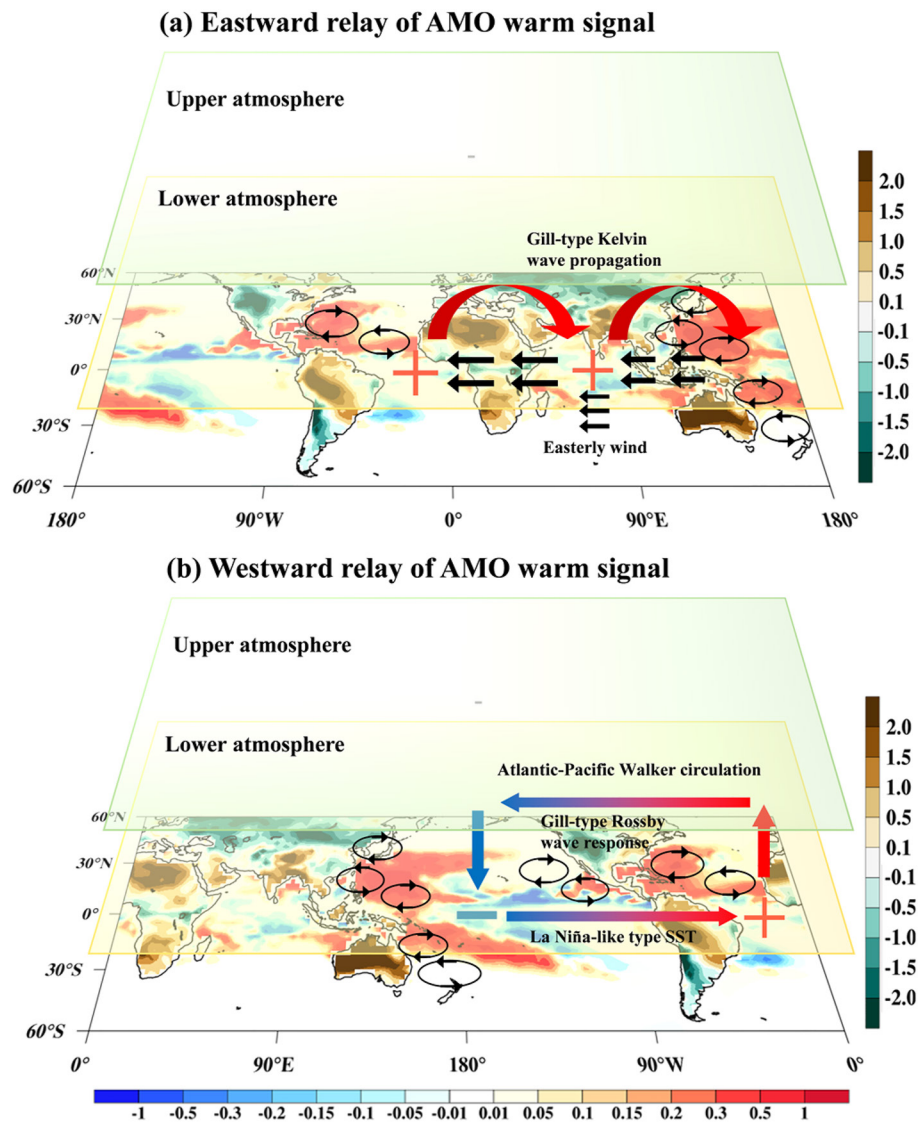 (a) Eastward relay of AMO warm signal
Upper atmosphere
Lower atmosphere
Gill-type Kelvin
wave propagation
60°N
30°N
0°
30°S
60°S
Easterly wind
180°
90°W
0°
90°E
180°
2.0
1.5
1.0
0.5
0.1
-0.1
-0.5
-1.0
-1.5
-2.0
(b) Westward relay of AMO warm signal
Upper atmosphere
Lower atmosphere
Atlantic-Pacific Walker circulation
Gill-type Rossby
wave response
La Niña-like type SST
60°N
30°N
0°
30°S
60°S
0°
90°E
180°
90°W
0°
2.0
1.5
1.0
0.5
0.1
-0.1
-0.5
-1.0
-1.5
-2.0
-1
-0.5
-0.3
-0.2
-0.15
-0.1
-0.05
-0.01
0.01
0.05
0.1
0.15
0.2
0.3
0.5
1